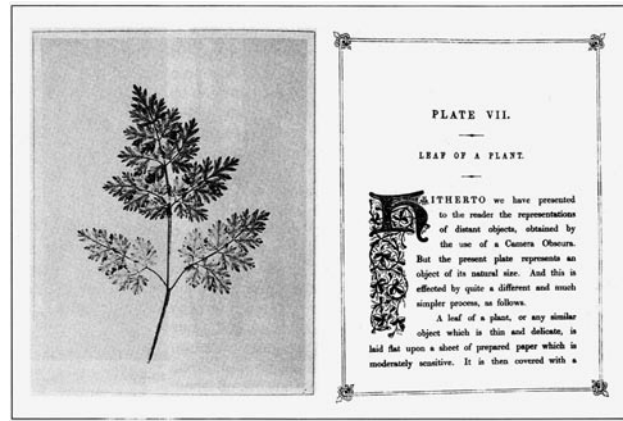 PLATE VII.
LEAF OF A PLANT.
HITHERTO we have presented
to the reader the representations
of distant objects, obtained by
the use of a Camera Obscura.
But the present plate represents an
object of its natural size. And this is
effected by quite a different and much
simpler process, as follows.
A leaf of a plant, or any similar
object which is thin and delicate, is
laid flat upon a sheet of prepared paper which is
moderately sensitive. It is then covered with a